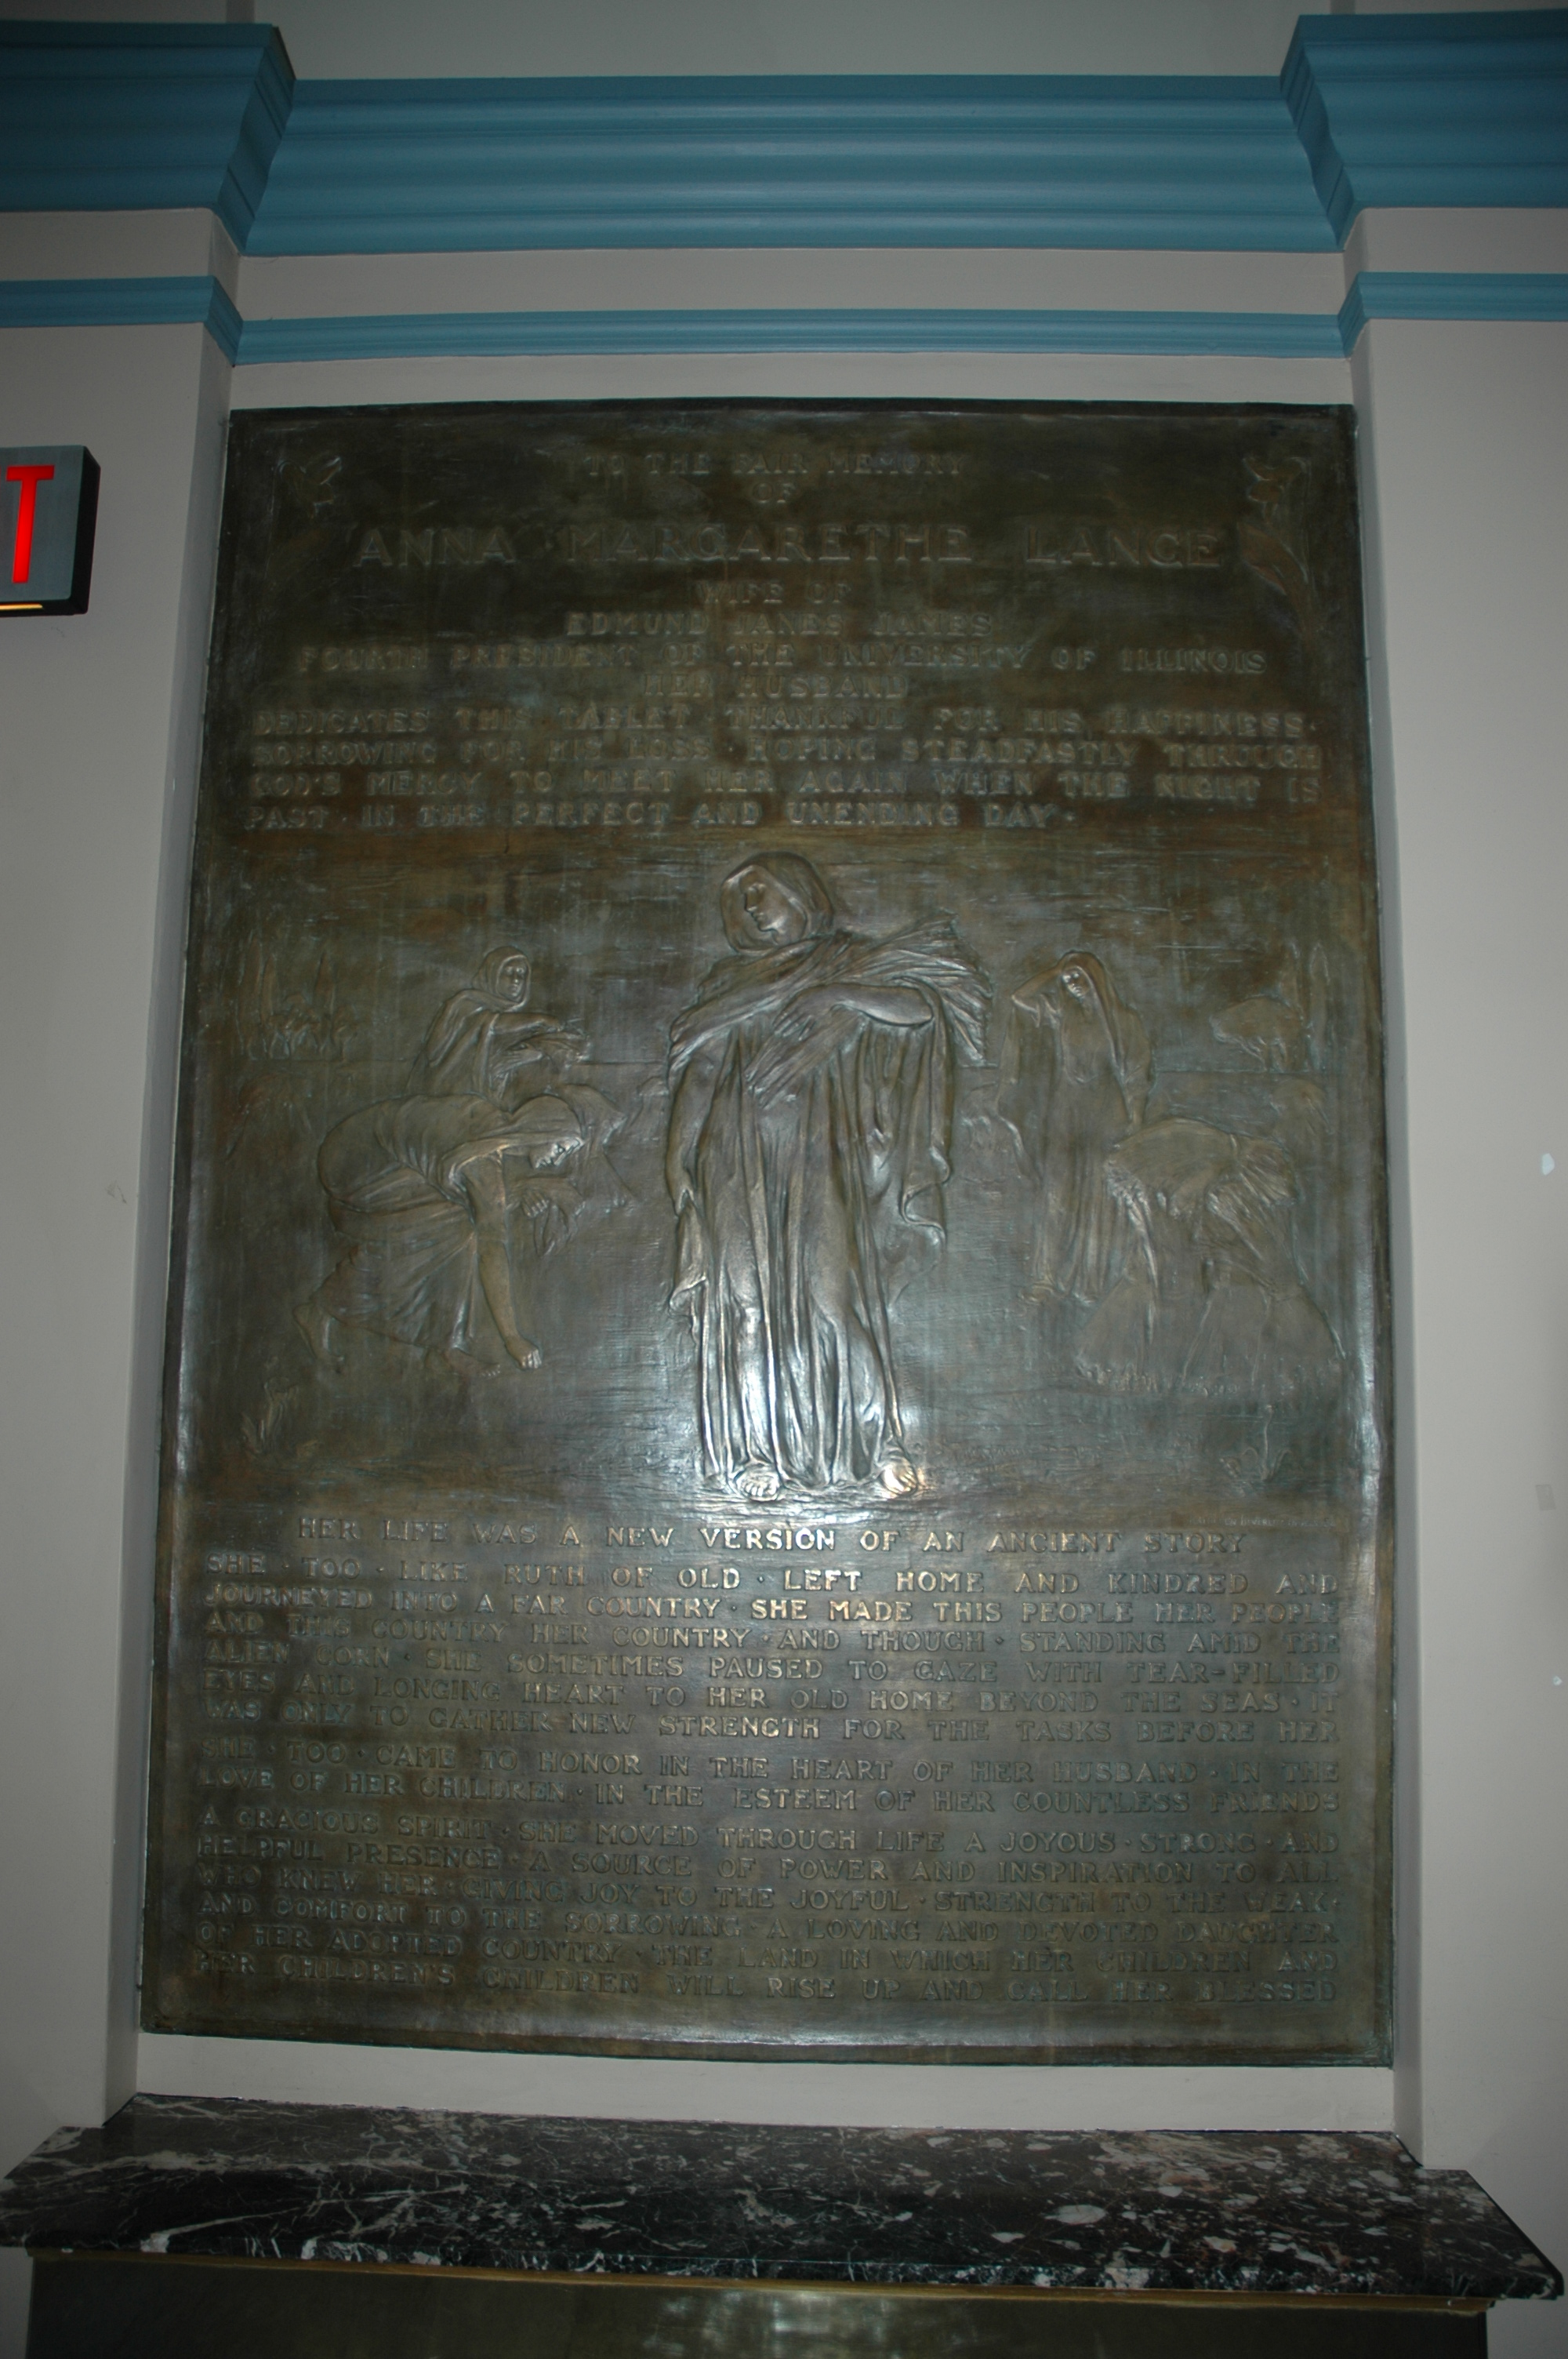 T
TO THE FAIR MEMORY
OF
ANNA MARGARETHE LANGE
WIFE OF
EDMUND JANES JAMES
FOURTH PRESIDENT OF THE UNIVERSITY OF ILLINOIS
HER HUSBAND
DEDICATES THIS TABLET · THANKFUL FOR HIS HAPPINESS ·
SORROWING FOR HIS LOSS · HOPING STEADFASTLY THROUGH
GOD'S MERCY TO MEET HER AGAIN WHEN THE NIGHT IS
PAST · IN THE PERFECT AND UNENDING DAY ·
HER LIFE WAS A NEW VERSION OF AN ANCIENT STORY
SHE · TOO · LIKE RUTH OF OLD · LEFT HOME AND KINDRED AND
JOURNEYED INTO A FAR COUNTRY · SHE MADE THIS PEOPLE HER PEOPLE
AND THIS COUNTRY HER COUNTRY · AND THOUGH · STANDING AMID THE
ALIEN CORN · SHE SOMETIMES PAUSED TO GAZE WITH TEAR-FILLED
EYES AND LONGING HEART TO HER OLD HOME BEYOND THE SEAS · IT
WAS ONLY TO GATHER NEW STRENGTH FOR THE TASKS BEFORE HER
SHE · TOO · CAME TO HONOR IN THE HEART OF HER HUSBAND · IN THE
LOVE OF HER CHILDREN · IN THE ESTEEM OF HER COUNTLESS FRIENDS
A GRACIOUS SPIRIT · SHE MOVED THROUGH LIFE A JOYOUS · STRONG · AND
HELPFUL PRESENCE · A SOURCE OF POWER AND INSPIRATION TO ALL
WHO KNEW HER · GIVING JOY TO THE JOYFUL · STRENGTH TO THE WEAK ·
AND COMFORT TO THE SORROWING · A LOVING AND DEVOTED DAUGHTER
OF HER ADOPTED COUNTRY · THE LAND IN WHICH HER CHILDREN AND
HER CHILDREN'S CHILDREN WILL RISE UP AND CALL HER BLESSED